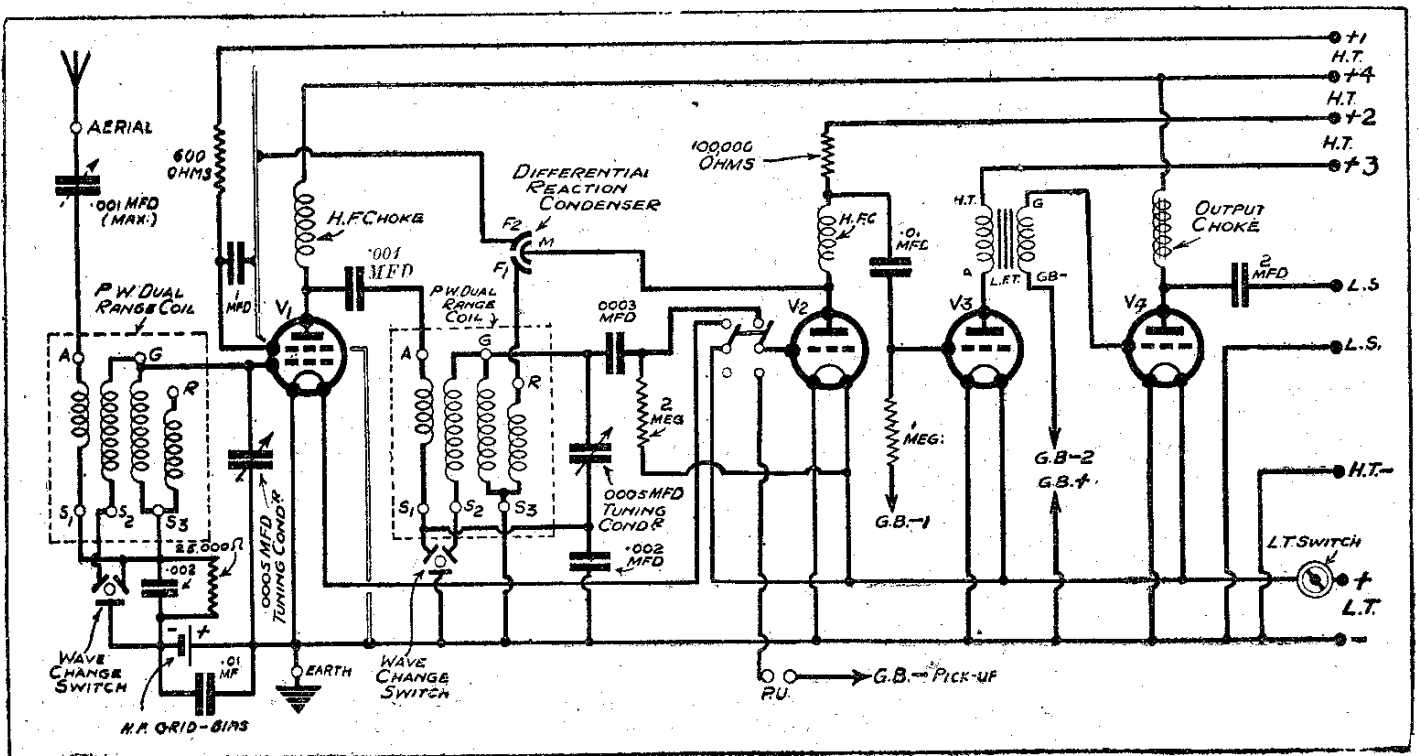 AERIAL
.001 MFD
(MAX.)
P.W. DUAL
RANGE COIL
A
G
R
S1
S2
S3
25,000Ω
.002
WAVE
CHANGE
SWITCH
-
+
.01
MF
H.F. GRID-BIAS
600
OHMS
1
MFD
V1
.0005 MFD
TUNING CONDR
EARTH
H.F. CHOKE
.001
MFD
P.W. DUAL
RANGE
COIL
A
G
R
S1
S2
S3
WAVE
CHANGE
SWITCH
DIFFERENTIAL
REACTION
CONDENSER
F2
M
F1
.0003
MFD
2
MEG
.0005 MFD
TUNING
CONDR
.002
MFD
100,000
OHMS
H.F.C
.01
MFD
V2
1
MEG:
G.B.-1
P.U.
G.B.- PICK-UP
H.T.
G
P
L.F.T.
GB-
V3
G.B-2
G.B.+
V4
OUTPUT
CHOKE
2
MFD
+1
H.T.
+4
H.T.
+2
H.T.
+3
L.S
L.S.
H.T.-
L.T. SWITCH
+
L.T.
-